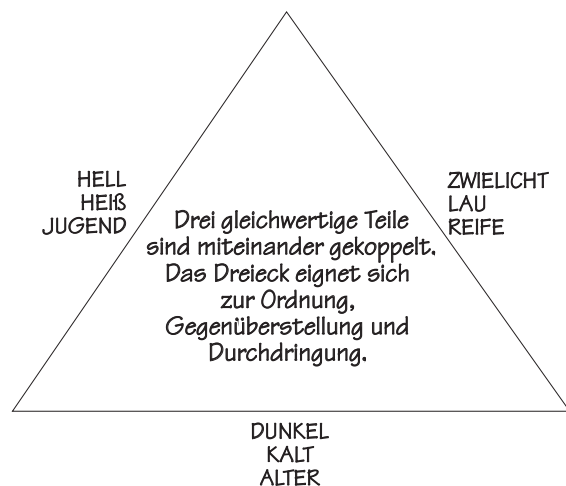 HELL
HEIß
JUGEND
ZWIELICHT
LAU
REIFE
Drei gleichwertige Teile
sind miteinander gekoppelt.
Das Dreieck eignet sich
zur Ordnung,
Gegenüberstellung und
Durchdringung.
DUNKEL
KALT
ALTER